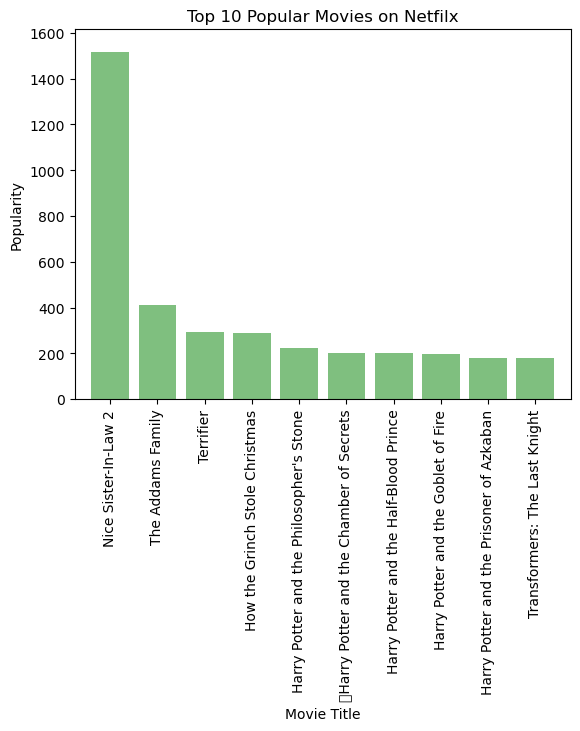 Top 10 Popular Movies on Netfilx
1600
1400
1200
1000
800
600
400
200
0
Popularity
Nice Sister-In-Law 2
The Addams Family
Terrifier
How the Grinch Stole Christmas
Harry Potter and the Philosopher's Stone
Harry Potter and the Chamber of Secrets
Harry Potter and the Half-Blood Prince
Harry Potter and the Goblet of Fire
Harry Potter and the Prisoner of Azkaban
Transformers: The Last Knight
Movie Title